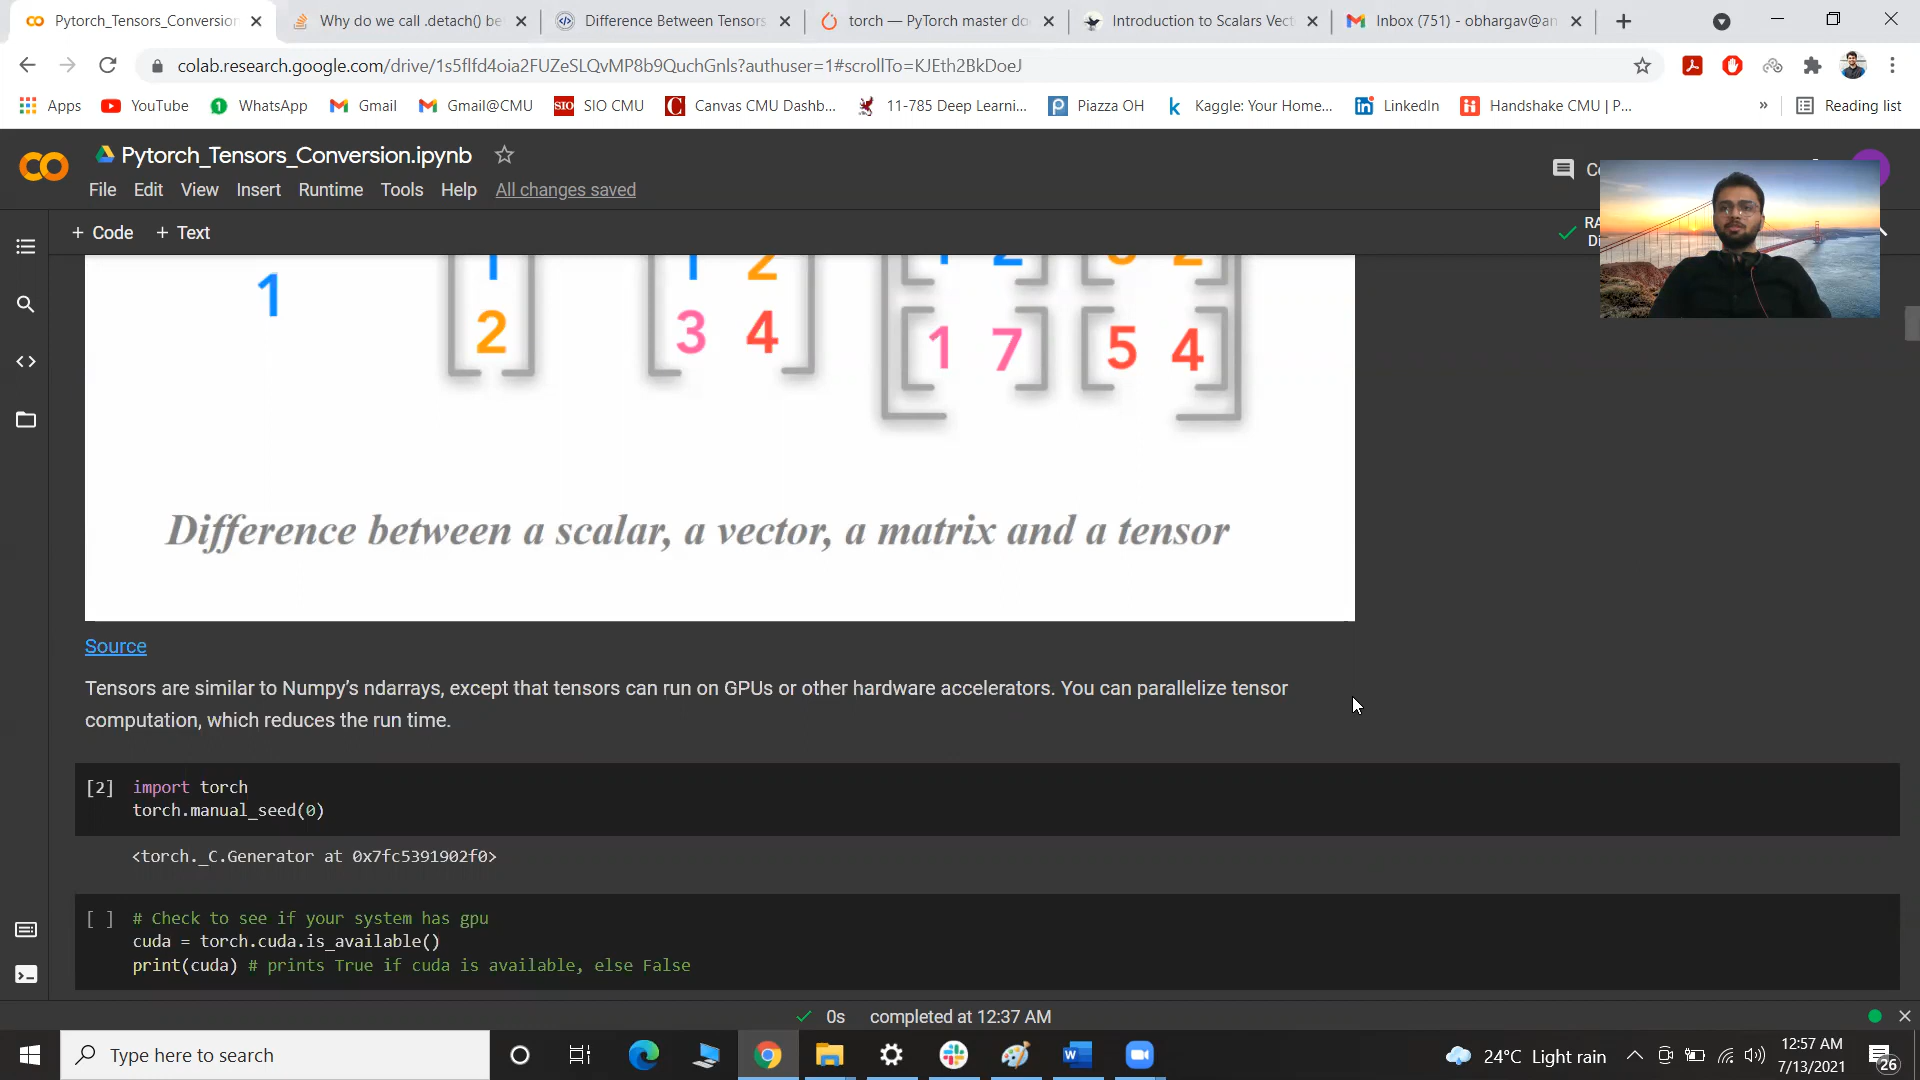 Pytorch_Tensors_Conversion
Why do we call .detach() be
Difference Between Tensors
torch — PyTorch master do
Introduction to Scalars Vect
Inbox (751) - obhargav@an
colab.research.google.com/drive/1s5flfd4oia2FUZeSLQvMP8b9QuchGnls?authuser=1#scrollTo=KJEth2BkDoeJ
Apps YouTube WhatsApp Gmail Gmail@CMU SIO CMU Canvas CMU Dashb... 11-785 Deep Learni... Piazza OH Kaggle: Your Home... LinkedIn Handshake CMU | P... » Reading list
Pytorch_Tensors_Conversion.ipynb
File Edit View Insert Runtime Tools Help All changes saved
+ Code + Text
1 1 2 1 2
1 2 3 4 1 7 5 4
Difference between a scalar, a vector, a matrix and a tensor
Source
Tensors are similar to Numpy's ndarrays, except that tensors can run on GPUs or other hardware accelerators. You can parallelize tensor
computation, which reduces the run time.
[2] import torch
torch.manual_seed(0)
<torch._C.Generator at 0x7fc5391902f0>
[ ] # Check to see if your system has gpu
cuda = torch.cuda.is_available()
print(cuda) # prints True if cuda is available, else False
0s completed at 12:37 AM
Type here to search
24°C Light rain
12:57 AM
7/13/2021
26